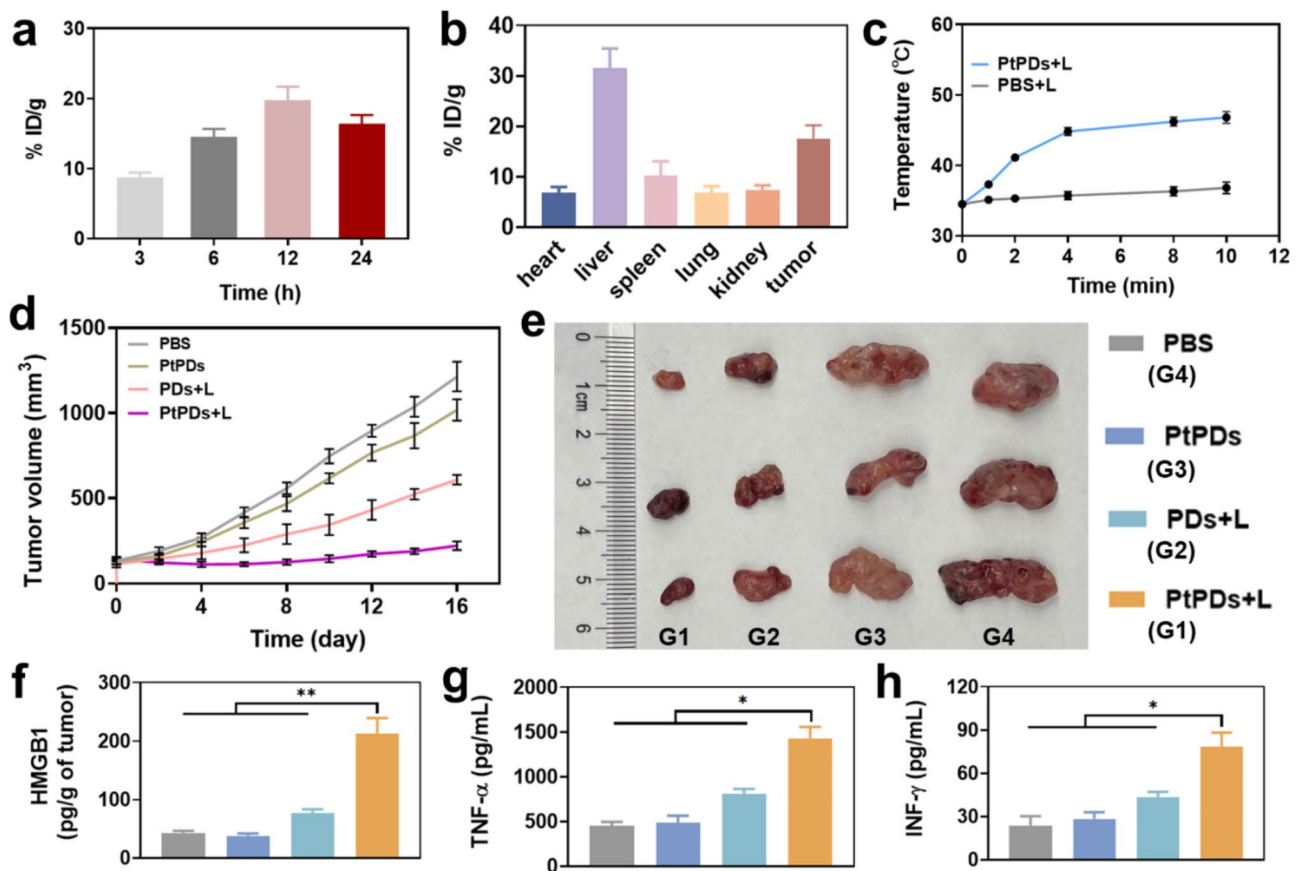 a
30
20
10
0
% ID/g
3 6 12 24
Time (h)
b
40
30
20
10
0
% ID/g
heart
liver
spleen
lung
kidney
tumor
c
60
50
40
30
Temperature (℃)
PtPDs+L
PBS+L
0 2 4 6 8 10 12
Time (min)
d
1500
1000
500
0
Tumor volume (mm³)
PBS
PtPDs
PDs+L
PtPDs+L
0 4 8 12 16
Time (day)
e
0
1cm
2
3
4
5
6
G1 G2 G3 G4
PBS
(G4)
PtPDs
(G3)
PDs+L
(G2)
PtPDs+L
(G1)
f
300
200
100
0
HMGB1
(pg/g of tumor)
**
g
2000
1500
1000
500
0
TNF-α (pg/mL)
*
h
120
90
60
30
0
INF-γ (pg/mL)
*